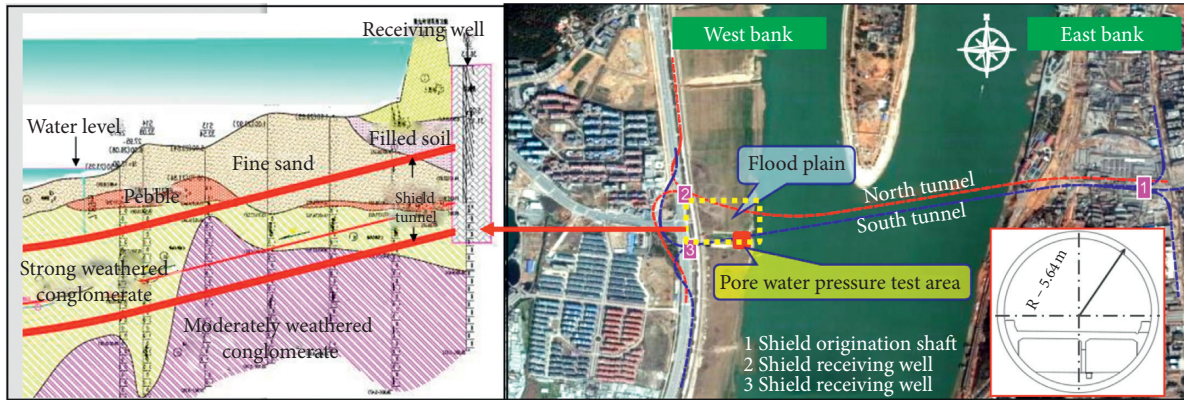 Receiving well
Water level
Filled soil
Fine sand
Pebble
Shield
tunnel
Strong weathered
conglomerate
Moderately weathered
conglomerate
West bank
East bank
Flood plain
North tunnel
South tunnel
1
2
3
Pore water pressure test area
R – 5.64 m
1 Shield origination shaft
2 Shield receiving well
3 Shield receiving well